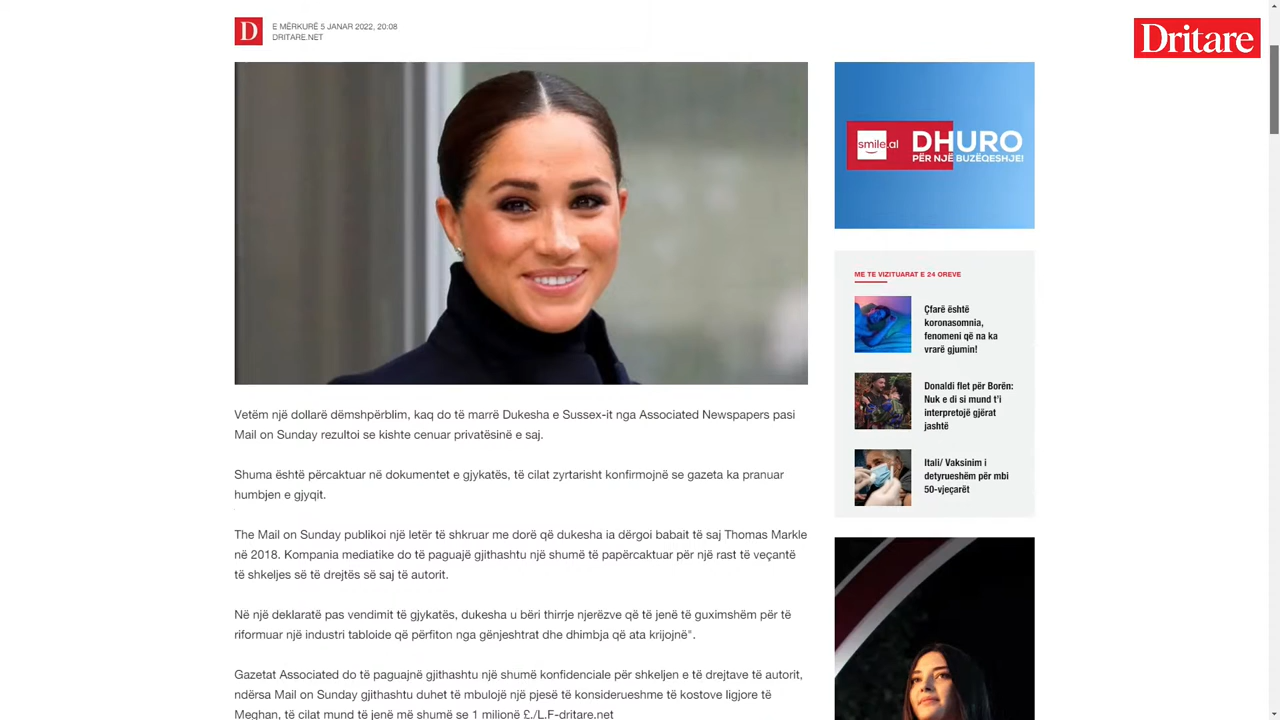 D
E MËRKURË 5 JANAR 2022, 20:08
DRITARE.NET
Dritare
smile.al
DHURO
PËR NJË BUZËQESHJE!
Vetëm një dollarë dëmshpërblim, kaq do të marrë Dukesha e Sussex-it nga Associated Newspapers pasi
Mail on Sunday rezultoi se kishte cenuar privatësinë e saj.
Shuma është përcaktuar në dokumentet e gjykatës, të cilat zyrtarisht konfirmojnë se gazeta ka pranuar
humbjen e gjyqit.
The Mail on Sunday publikoi një letër të shkruar me dorë që dukesha ia dërgoi babait të saj Thomas Markle
në 2018. Kompania mediatike do të paguajë gjithashtu një shumë të papërcaktuar për një rast të veçantë
të shkeljes së të drejtës së saj të autorit.
Në një deklaratë pas vendimit të gjykatës, dukesha u bëri thirrje njerëzve që të jenë të guximshëm për të
riformuar një industri tabloide që përfiton nga gënjeshtrat dhe dhimbja që ata krijojnë".
Gazetat Associated do të paguajnë gjithashtu një shumë konfidenciale për shkeljen e të drejtave të autorit,
ndërsa Mail on Sunday gjithashtu duhet të mbulojë një pjesë të konsiderueshme të kostove ligjore të
Meghan, të cilat mund të jenë më shumë se 1 milionë £./L.F-dritare.net
ME TE VIZITUARAT E 24 OREVE
Çfarë është
koronasomnia,
fenomeni që na ka
vrarë gjumin!
Donaldi flet për Borën:
Nuk e di si mund t'i
interpretojë gjërat
jashtë
Itali/ Vaksinim i
detyrueshëm për mbi
50-vjeçarët